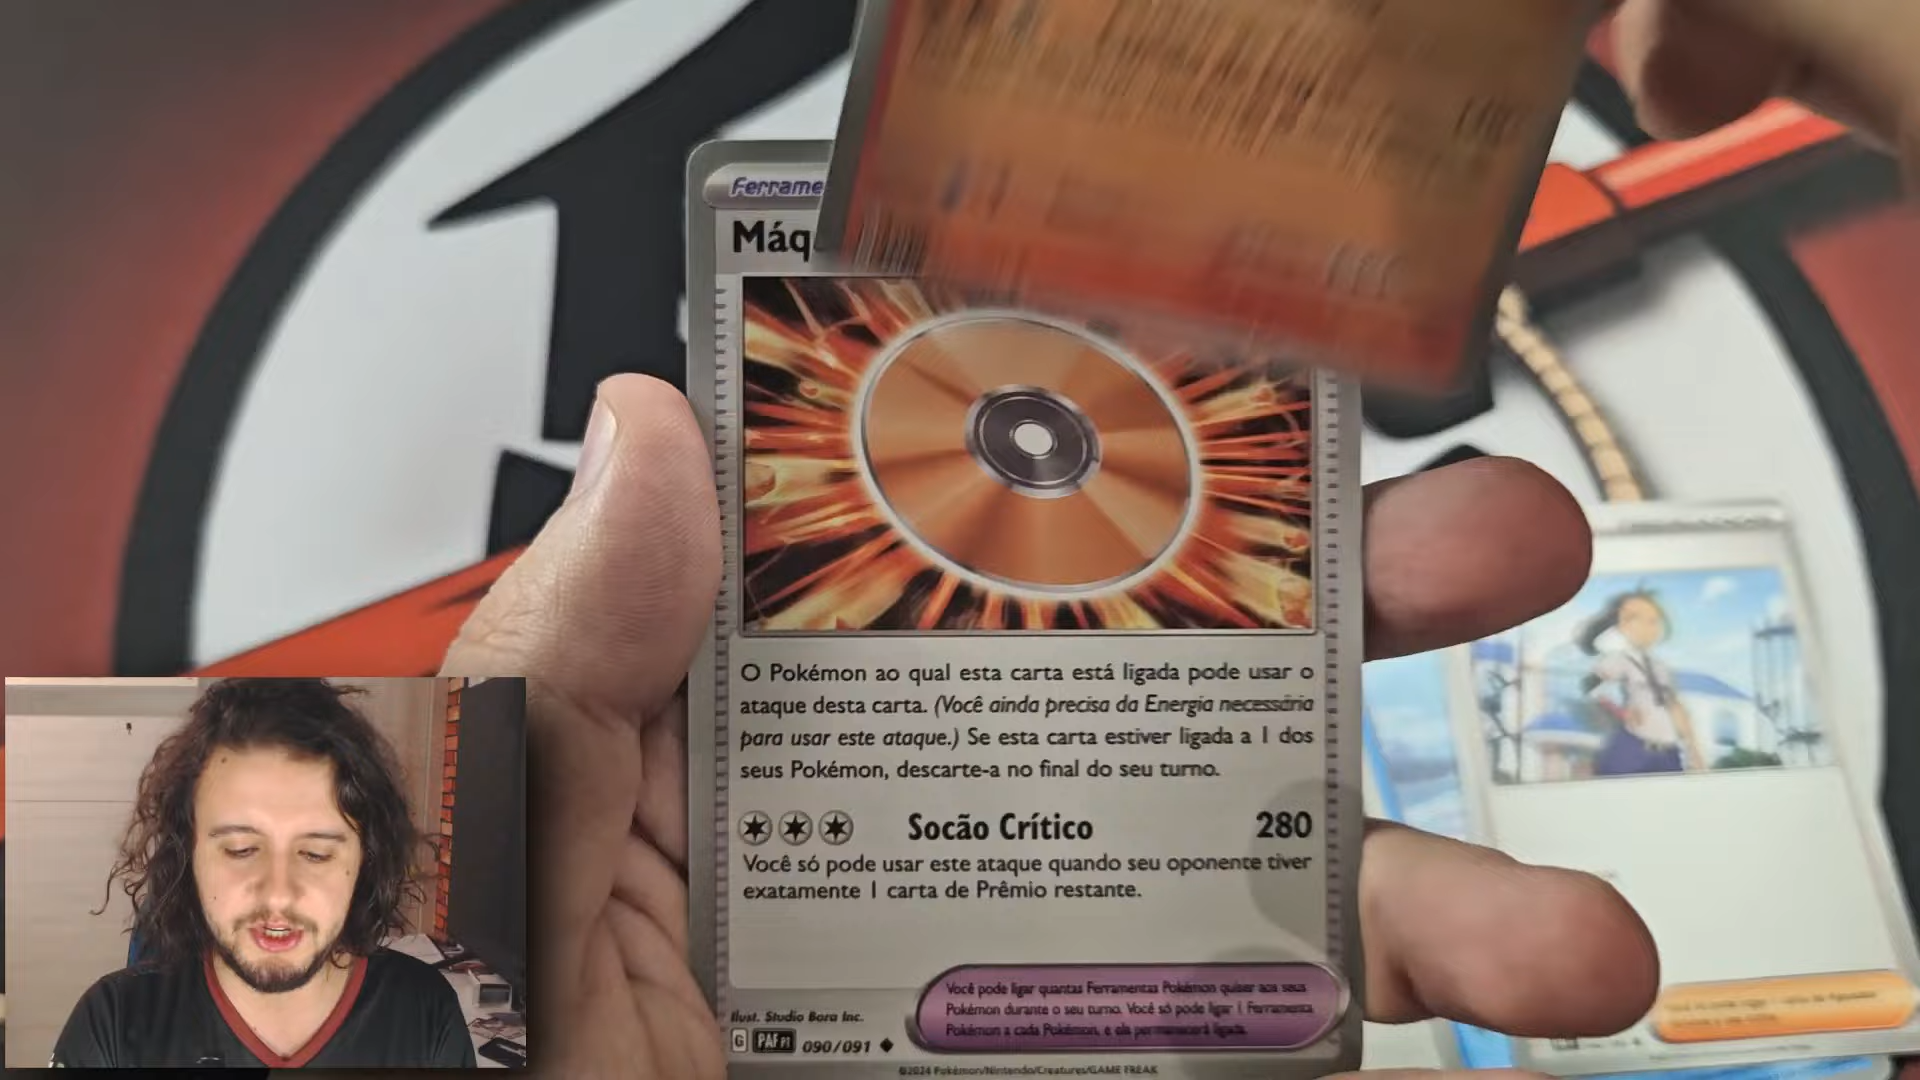 Ferrame
Máq
O Pokémon ao qual esta carta está ligada pode usar o
ataque desta carta. (Você ainda precisa da Energia necessária
para usar este ataque.) Se esta carta estiver ligada a 1 dos
seus Pokémon, descarte-a no final do seu turno.
Socão Crítico 280
Você só pode usar este ataque quando seu oponente tiver
exatamente 1 carta de Prêmio restante.
Você pode ligar quantas Ferramentas Pokémon quiser aos seus
Pokémon durante o seu turno. Você só pode ligar 1 Ferramenta
Pokémon a cada Pokémon, e ela permanecerá ligada.
Ilust. Studio Bora Inc.
G PAF PT 090/091
©2024 Pokémon/Nintendo/Creatures/GAME FREAK